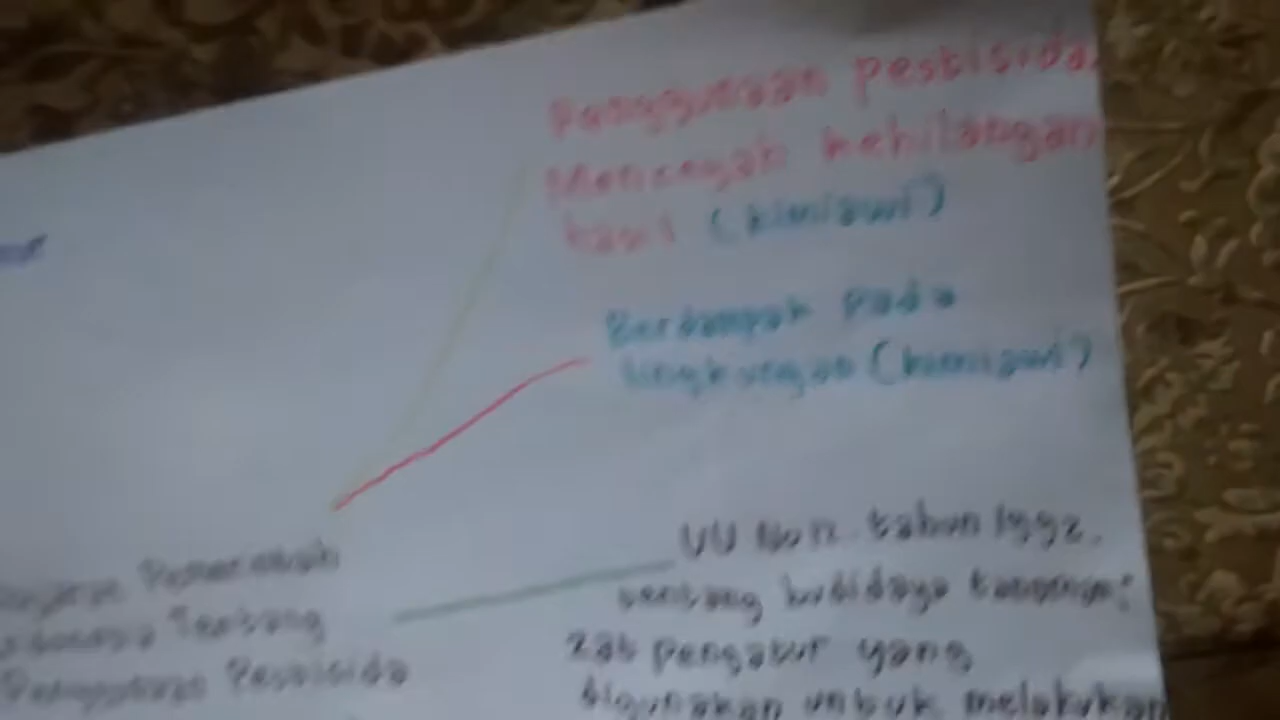 Penggunaan pestisida
Mencegah kehilangan
hasil (kimiawi)
Berdampak pada
lingkungan (kimiawi)
UU No 12 tahun 1992.
tentang budidaya tanaman:
zat pengatur yang
digunakan untuk melakukan
Pemerintah
Tentang
Penggunaan Pestisida